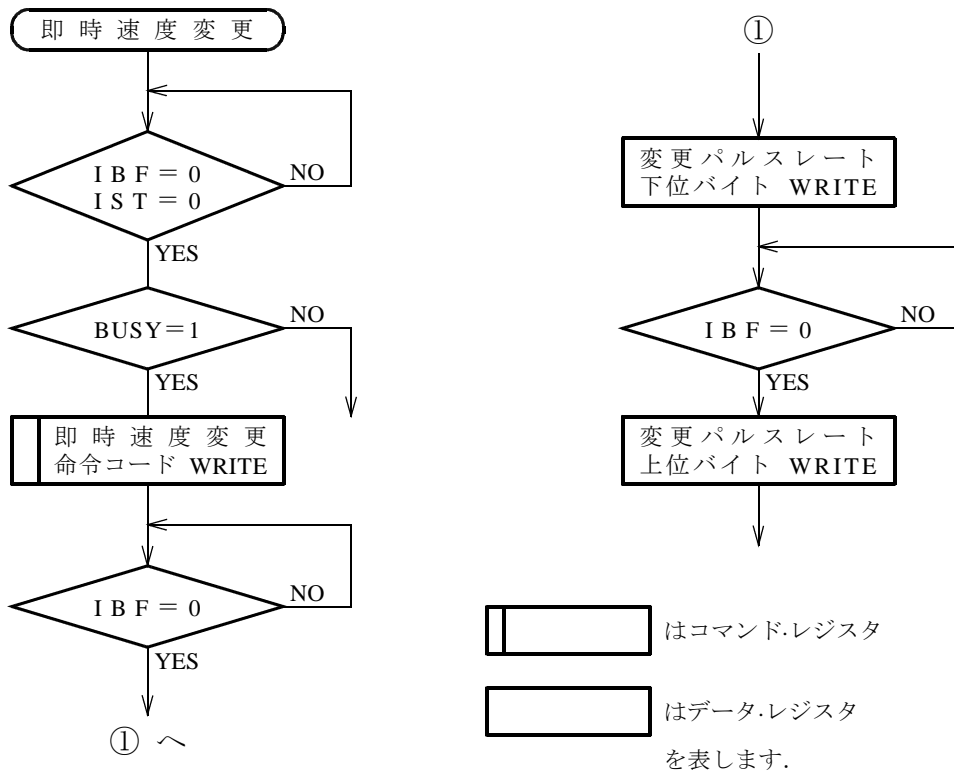 即時速度変更
IBF＝0
IST＝0
NO
YES
BUSY＝1
NO
YES
即時速度変更
命令コード WRITE
IBF＝0
NO
YES
① へ
①
変更パルスレート
下位バイト WRITE
IBF＝0
NO
YES
変更パルスレート
上位バイト WRITE
はコマンド･レジスタ
はデータ･レジスタ
を表します.